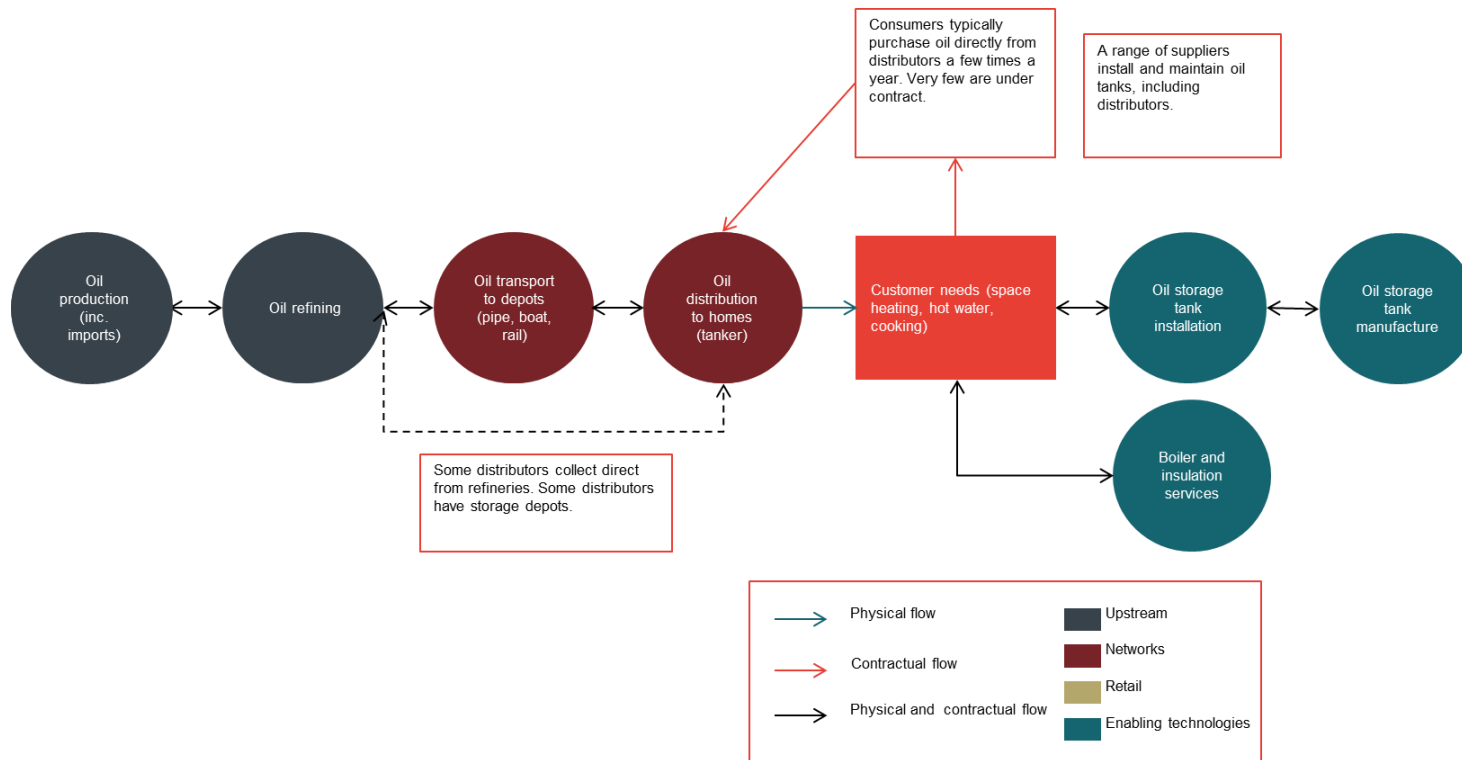 Consumers typically
purchase oil directly from
distributors a few times a
year. Very few are under
contract.
A range of suppliers
install and maintain oil
tanks, including
distributors.
Oil
production
(inc.
imports)
Oil refining
Oil transport
to depots
(pipe, boat,
rail)
Oil
distribution
to homes
(tanker)
Customer needs (space
heating, hot water,
cooking)
Oil storage
tank
installation
Oil storage
tank
manufacture
Some distributors collect direct
from refineries. Some distributors
have storage depots.
Boiler and
insulation
services
Physical flow
Contractual flow
Physical and contractual flow
Upstream
Networks
Retail
Enabling technologies